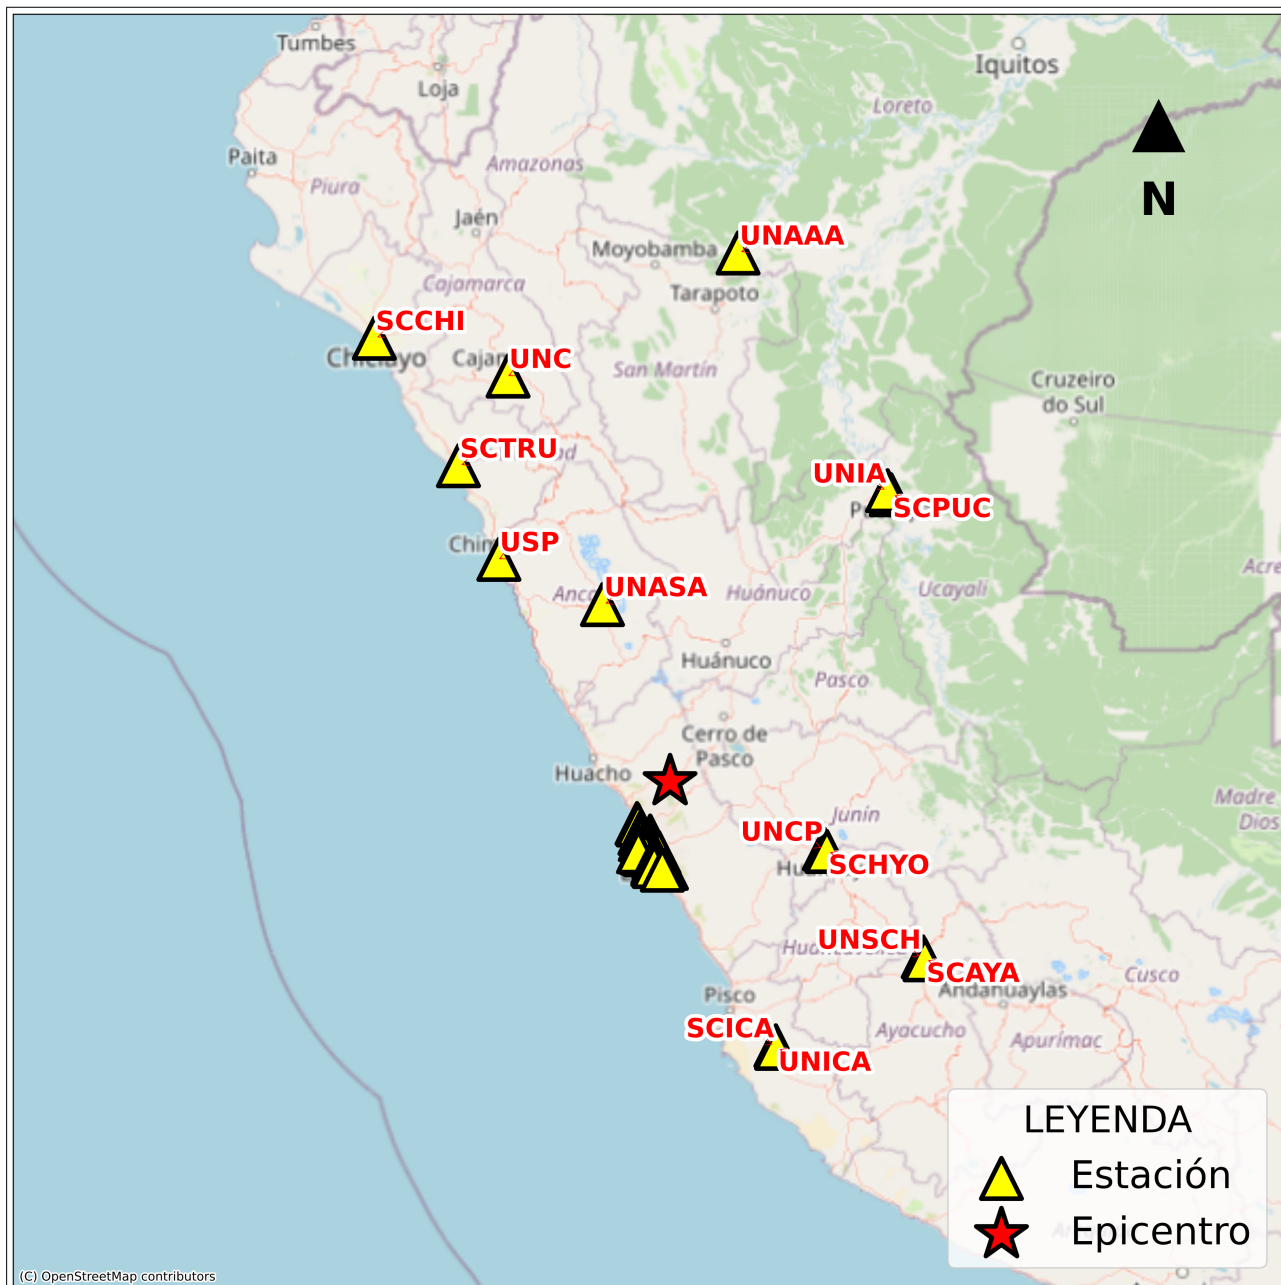 Tumbes
Iquitos
Loja
Loreto
N
Paita
Piura
Amazonas
Jaén
UNAAA
Moyobamba
Cajamarca
Tarapoto
SCCHI
Chiclayo
UNC
San Martín
Cruzeiro
do Sul
SCTRU
UNIA
SCPUC
USP
UNASA
Huánuco
Ucayali
Acre
Huánuco
Pasco
Cerro de
Pasco
Huacho
Madre
Dios
Junín
UNCP
SCHYO
UNSCH
SCAYA
Cusco
Andahuaylas
Pisco
SCICA
Ayacucho
Apurímac
UNICA
LEYENDA
Estación
Epicentro
(C) OpenStreetMap contributors